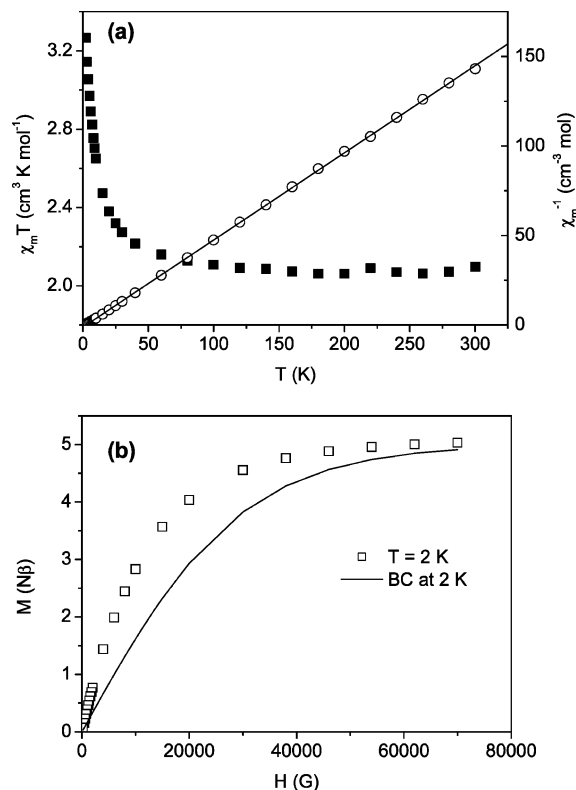 (a)
3.2
2.8
2.4
2.0
150
100
50
0
0 50 100 150 200 250 300
χmT (cm³ K mol⁻¹)
χm⁻¹ (cm⁻³ mol)
T (K)
(b)
5
4
3
2
1
0
0 20000 40000 60000 80000
M (Nβ)
T = 2 K
BC at 2 K
H (G)